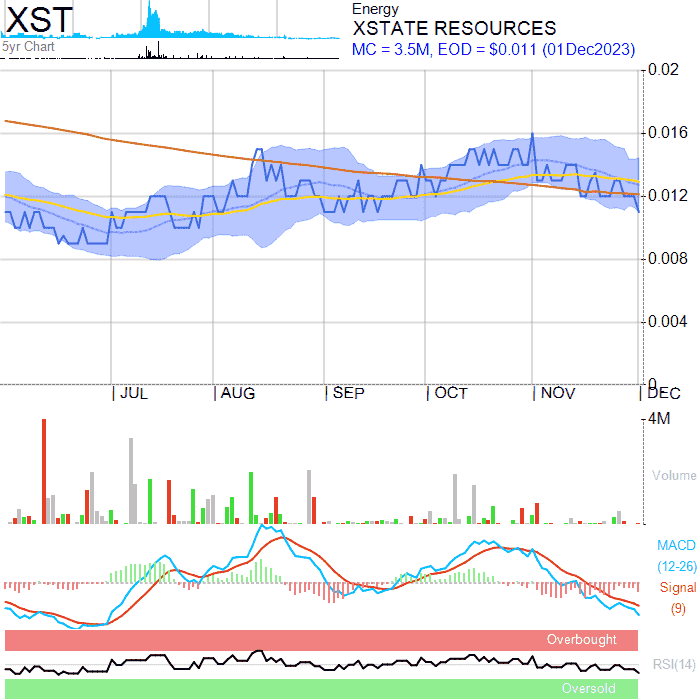 XST
5yr Chart
Energy
XSTATE RESOURCES
MC = 3.5M, EOD = $0.011 (01Dec2023)
0.02
0.016
0.012
0.008
0.004
0
JUL AUG SEP OCT NOV DEC
4M
Volume
MACD
(12-26)
Signal
(9)
Overbought
RSI(14)
Oversold